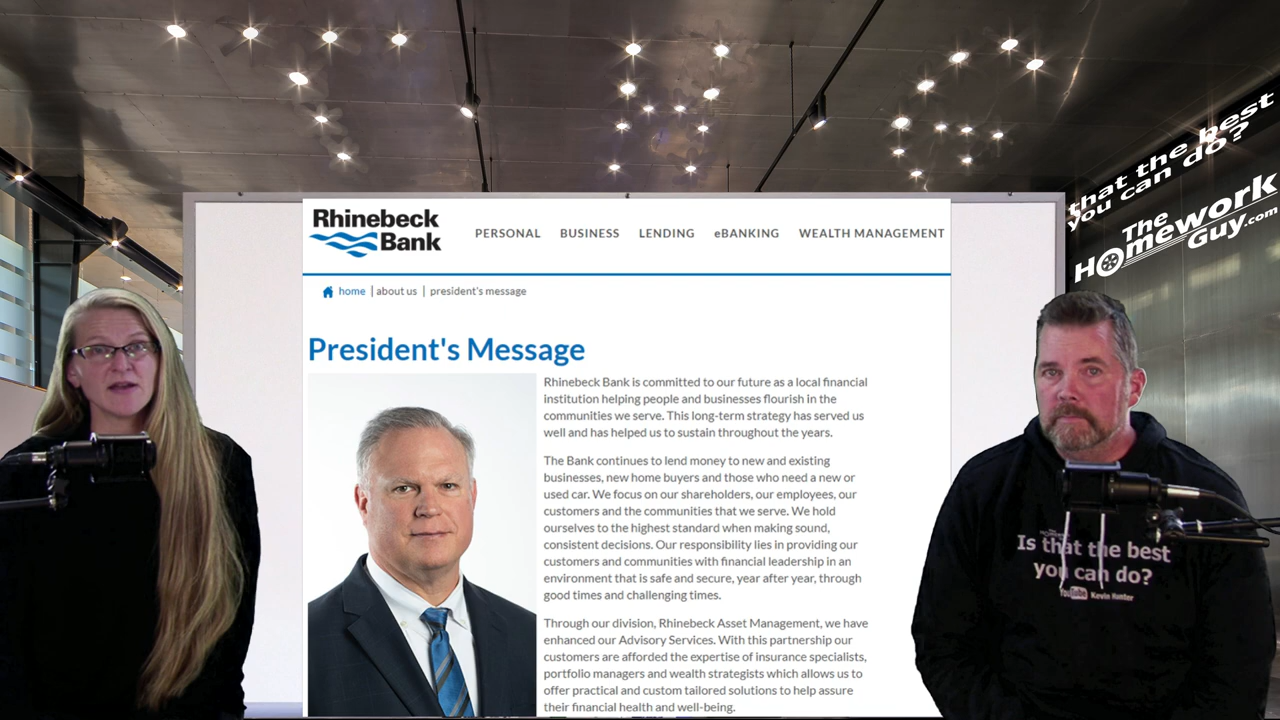 that the best
you can do?
The
Homework
Guy.com
Rhinebeck
Bank
PERSONAL BUSINESS LENDING eBANKING WEALTH MANAGEMENT
home | about us | president's message
President's Message
Rhinebeck Bank is committed to our future as a local financial
institution helping people and businesses flourish in the
communities we serve. This long-term strategy has served us
well and has helped us to sustain throughout the years.
The Bank continues to lend money to new and existing
businesses, new home buyers and those who need a new or
used car. We focus on our shareholders, our employees, our
customers and the communities that we serve. We hold
ourselves to the highest standard when making sound,
consistent decisions. Our responsibility lies in providing our
customers and communities with financial leadership in an
environment that is safe and secure, year after year, through
good times and challenging times.
Through our division, Rhinebeck Asset Management, we have
enhanced our Advisory Services. With this partnership our
customers are afforded the expertise of insurance specialists,
portfolio managers and wealth strategists which allows us to
offer practical and custom tailored solutions to help assure
their financial health and well-being.
Is that the best
you can do?
YouTube Kevin Hunter